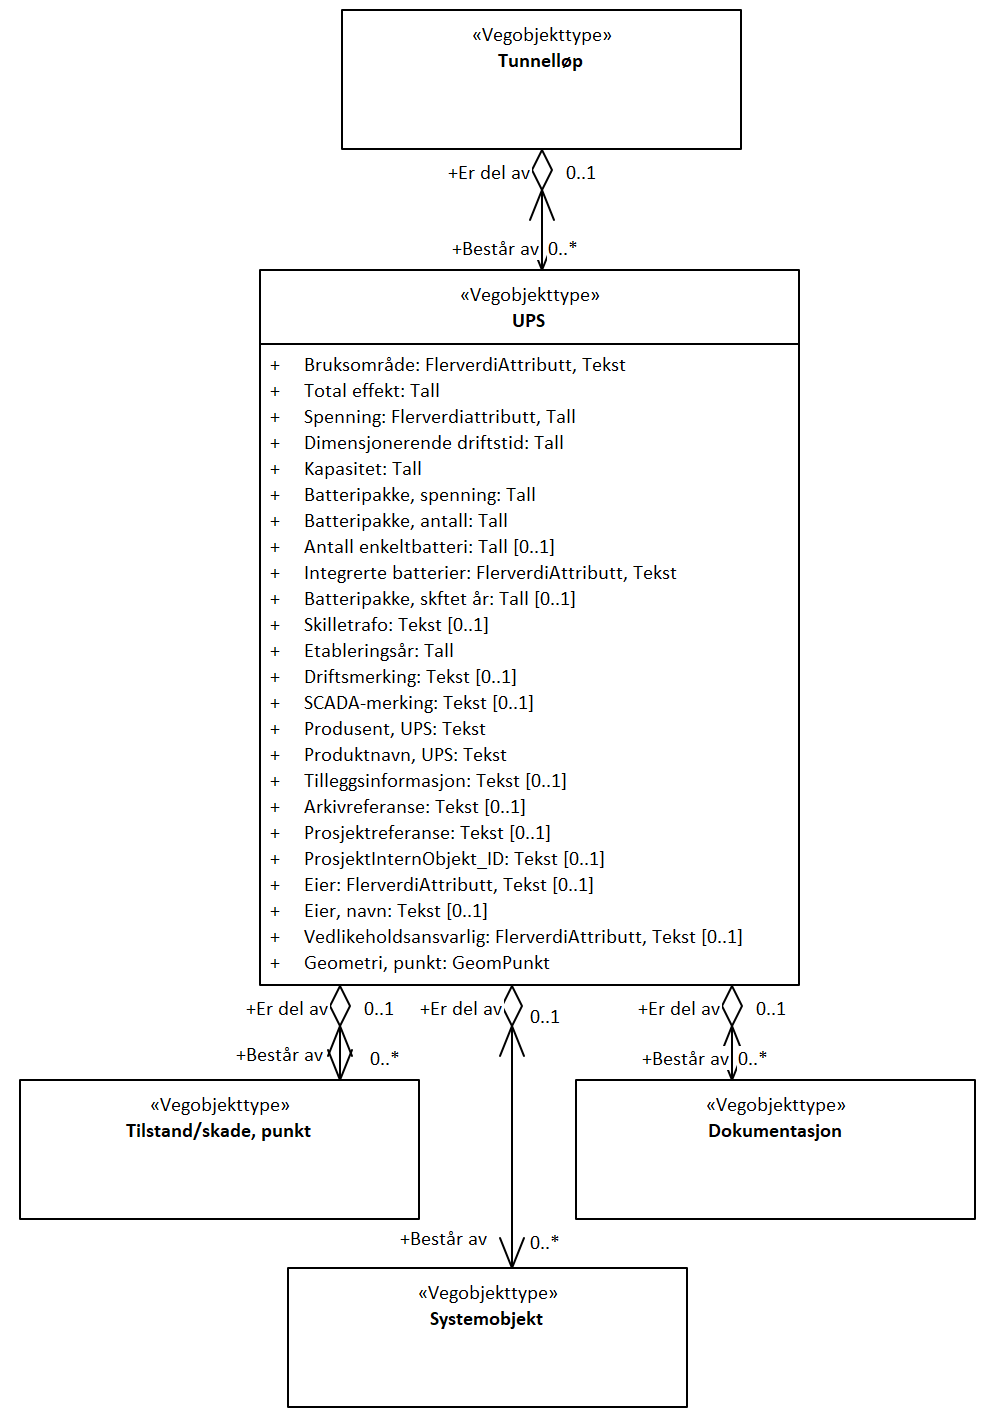 «Vegobjekttype»
Tunnelløp
+Er del av 0..1
+Består av 0..*
«Vegobjekttype»
UPS
+ Bruksområde: FlerverdiAttributt, Tekst
+ Total effekt: Tall
+ Spenning: Flerverdiattributt, Tall
+ Dimensjonerende driftstid: Tall
+ Kapasitet: Tall
+ Batteripakke, spenning: Tall
+ Batteripakke, antall: Tall
+ Antall enkeltbatteri: Tall [0..1]
+ Integrerte batterier: FlerverdiAttributt, Tekst
+ Batteripakke, skftet år: Tall [0..1]
+ Skilletrafo: Tekst [0..1]
+ Etableringsår: Tall
+ Driftsmerking: Tekst [0..1]
+ SCADA-merking: Tekst [0..1]
+ Produsent, UPS: Tekst
+ Produktnavn, UPS: Tekst
+ Tilleggsinformasjon: Tekst [0..1]
+ Arkivreferanse: Tekst [0..1]
+ Prosjektreferanse: Tekst [0..1]
+ ProsjektInternObjekt_ID: Tekst [0..1]
+ Eier: FlerverdiAttributt, Tekst [0..1]
+ Eier, navn: Tekst [0..1]
+ Vedlikeholdsansvarlig: FlerverdiAttributt, Tekst [0..1]
+ Geometri, punkt: GeomPunkt
+Er del av 0..1 +Er del av 0..1 +Er del av 0..1
+Består av 0..* +Består av 0..*
«Vegobjekttype» «Vegobjekttype»
Tilstand/skade, punkt Dokumentasjon
+Består av 0..*
«Vegobjekttype»
Systemobjekt